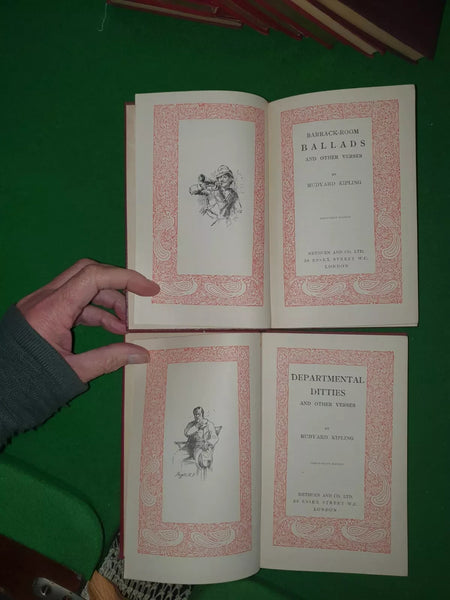 BARRACK-ROOM
BALLADS
AND OTHER VERSES
BY
RUDYARD KIPLING
METHUEN AND CO. LTD.
36 ESSEX STREET W.C.
LONDON
DEPARTMENTAL
DITTIES
AND OTHER VERSES
BY
RUDYARD KIPLING
METHUEN AND CO. LTD.
36 ESSEX STREET W.C.
LONDON